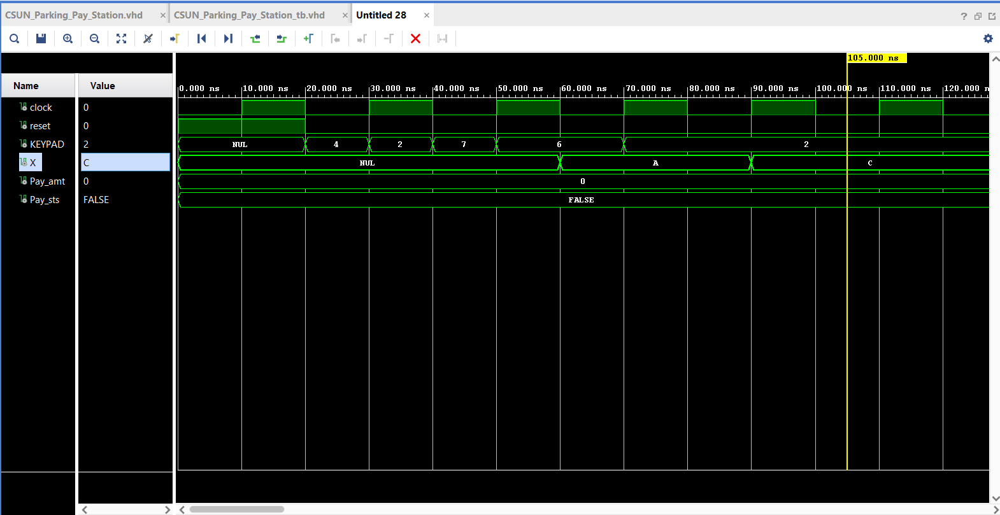 CSUN_Parking_Pay_Station.vhd × CSUN_Parking_Pay_Station_tb.vhd × Untitled 28 ×
?
105.000 ns
Name Value
0.000 ns 10.000 ns 20.000 ns 30.000 ns 40.000 ns 50.000 ns 60.000 ns 70.000 ns 80.000 ns 90.000 ns 100.000 ns 110.000 ns 120.000 n
clock 0
reset 0
KEYPAD 2 NUL 4 2 7 6 2
X C NUL A C
Pay_amt 0 0
Pay_sts FALSE FALSE